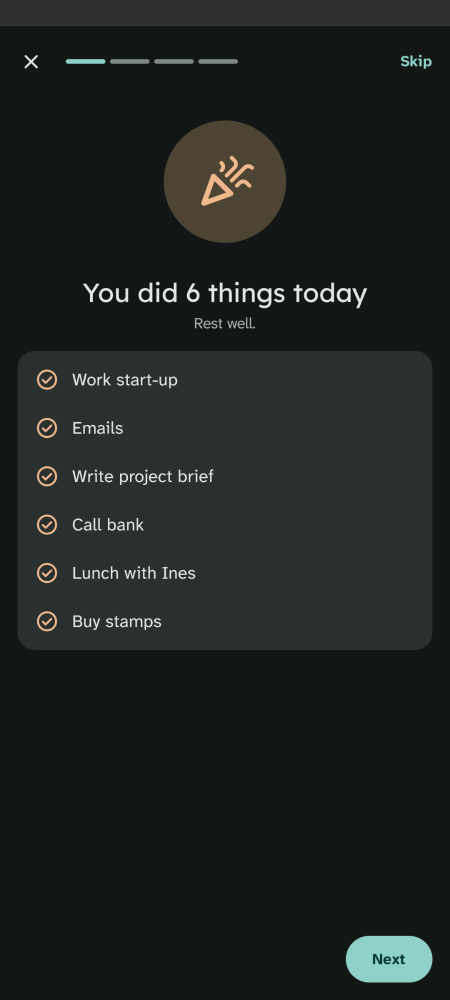 Skip
You did 6 things today
Rest well.
Work start-up
Emails
Write project brief
Call bank
Lunch with Ines
Buy stamps
Next